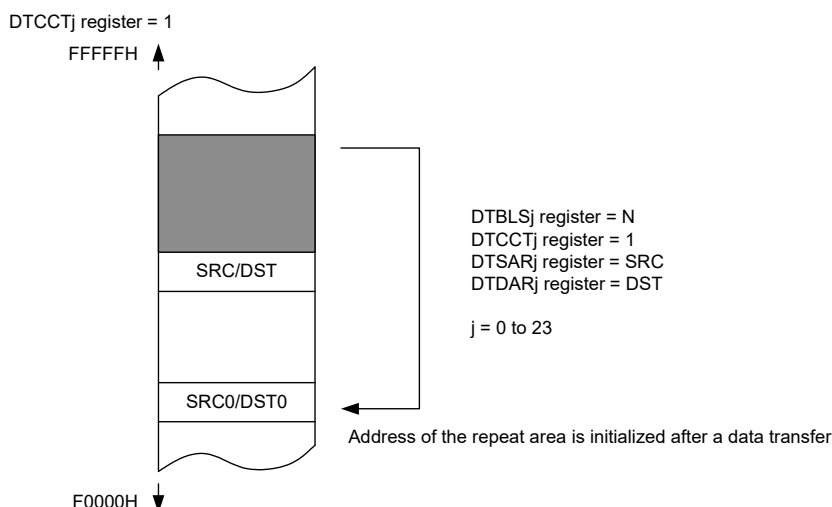 DTCCTj register = 1
FFFFFH
SRC/DST
SRC0/DST0
F0000H
DTBLSj register = N
DTCCTj register = 1
DTSARj register = SRC
DTDARj register = DST
j = 0 to 23
Address of the repeat area is initialized after a data transfer